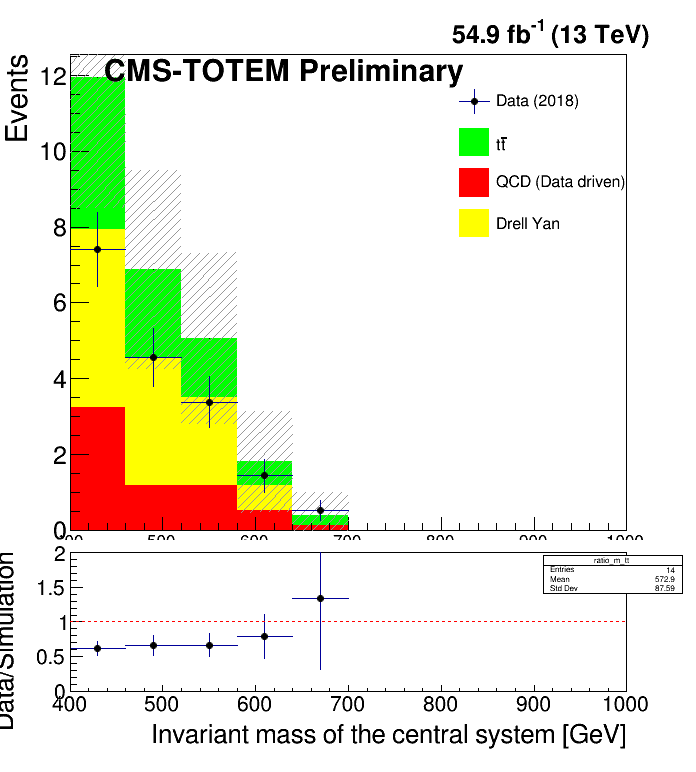 54.9 fb-1 (13 TeV)
CMS-TOTEM Preliminary
Events
12
10
8
6
4
2
0
Data (2018)
tt̄
QCD (Data driven)
Drell Yan
400 500 600 700 800 900 1000
Data/Simulation
2
1.5
1
0.5
0
ratio_m_tt
Entries 14
Mean 572.9
Std Dev 87.59
400 500 600 700 800 900 1000
Invariant mass of the central system [GeV]